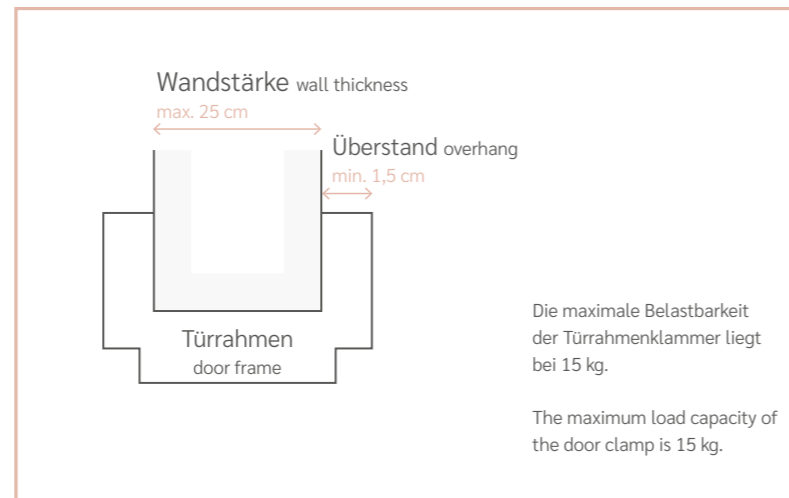 Wandstärke wall thickness
max. 25 cm
Überstand overhang
min. 1,5 cm
Türrahmen
door frame
Die maximale Belastbarkeit
der Türrahmenklammer liegt
bei 15 kg.
The maximum load capacity of
the door clamp is 15 kg.